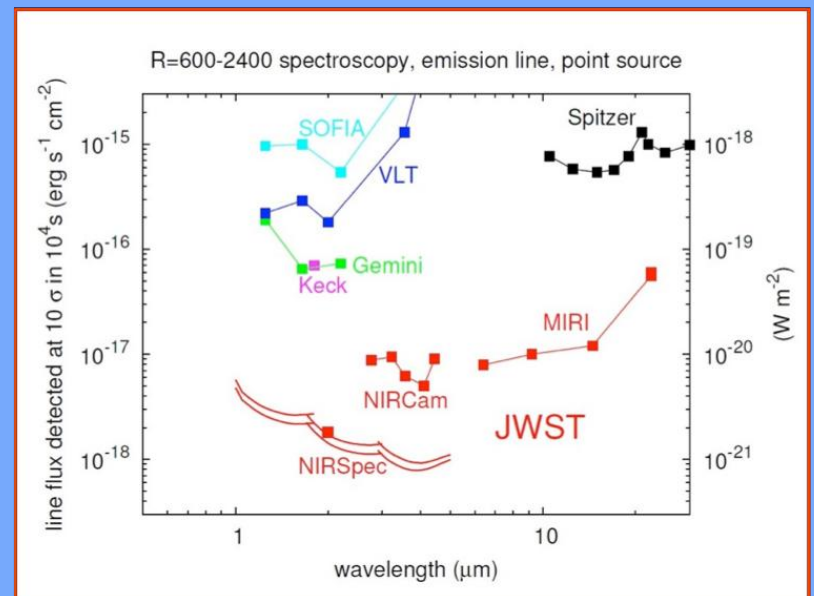 R=600-2400 spectroscopy, emission line, point source
line flux detected at 10 σ in 10⁴s (erg s⁻¹ cm⁻²)
10⁻¹⁵
10⁻¹⁶
10⁻¹⁷
10⁻¹⁸
SOFIA
VLT
Gemini
Keck
Spitzer
MIRI
NIRCam
JWST
NIRSpec
10⁻¹⁸
10⁻¹⁹
10⁻²⁰
10⁻²¹
(W m⁻²)
1
10
wavelength (μm)